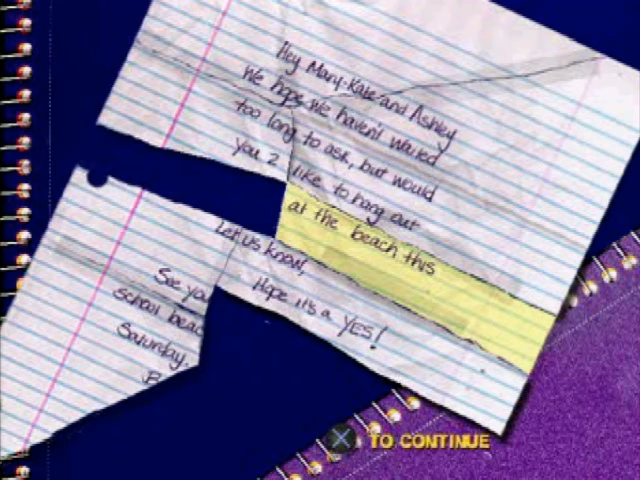 Hey Mary-Kate and Ashley
We hope we haven't waited
too long to ask, but would
you 2 like to hang out
at the beach this
Let us know,
Hope it's a YES!
See you
school beac
Saturday,
TO CONTINUE